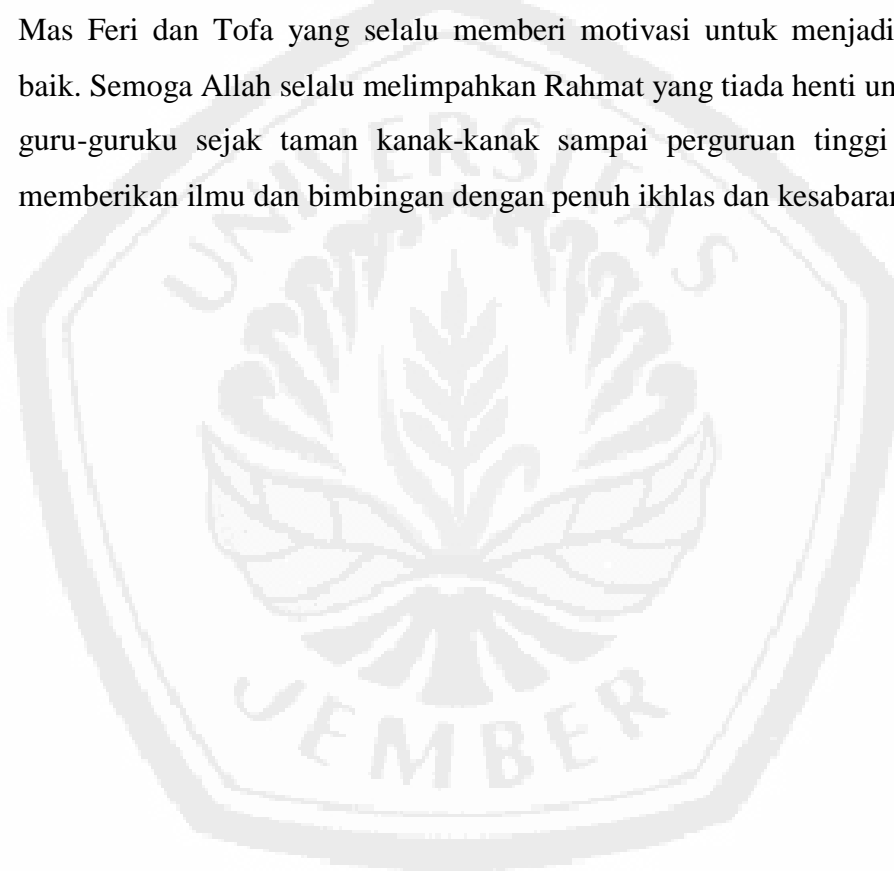 Mas Feri dan Tofa yang selalu memberi motivasi untuk menjadi
baik. Semoga Allah selalu melimpahkan Rahmat yang tiada henti un
guru-guruku sejak taman kanak-kanak sampai perguruan tinggi
memberikan ilmu dan bimbingan dengan penuh ikhlas dan kesabaran
UNIVERSITAS
JEMBER